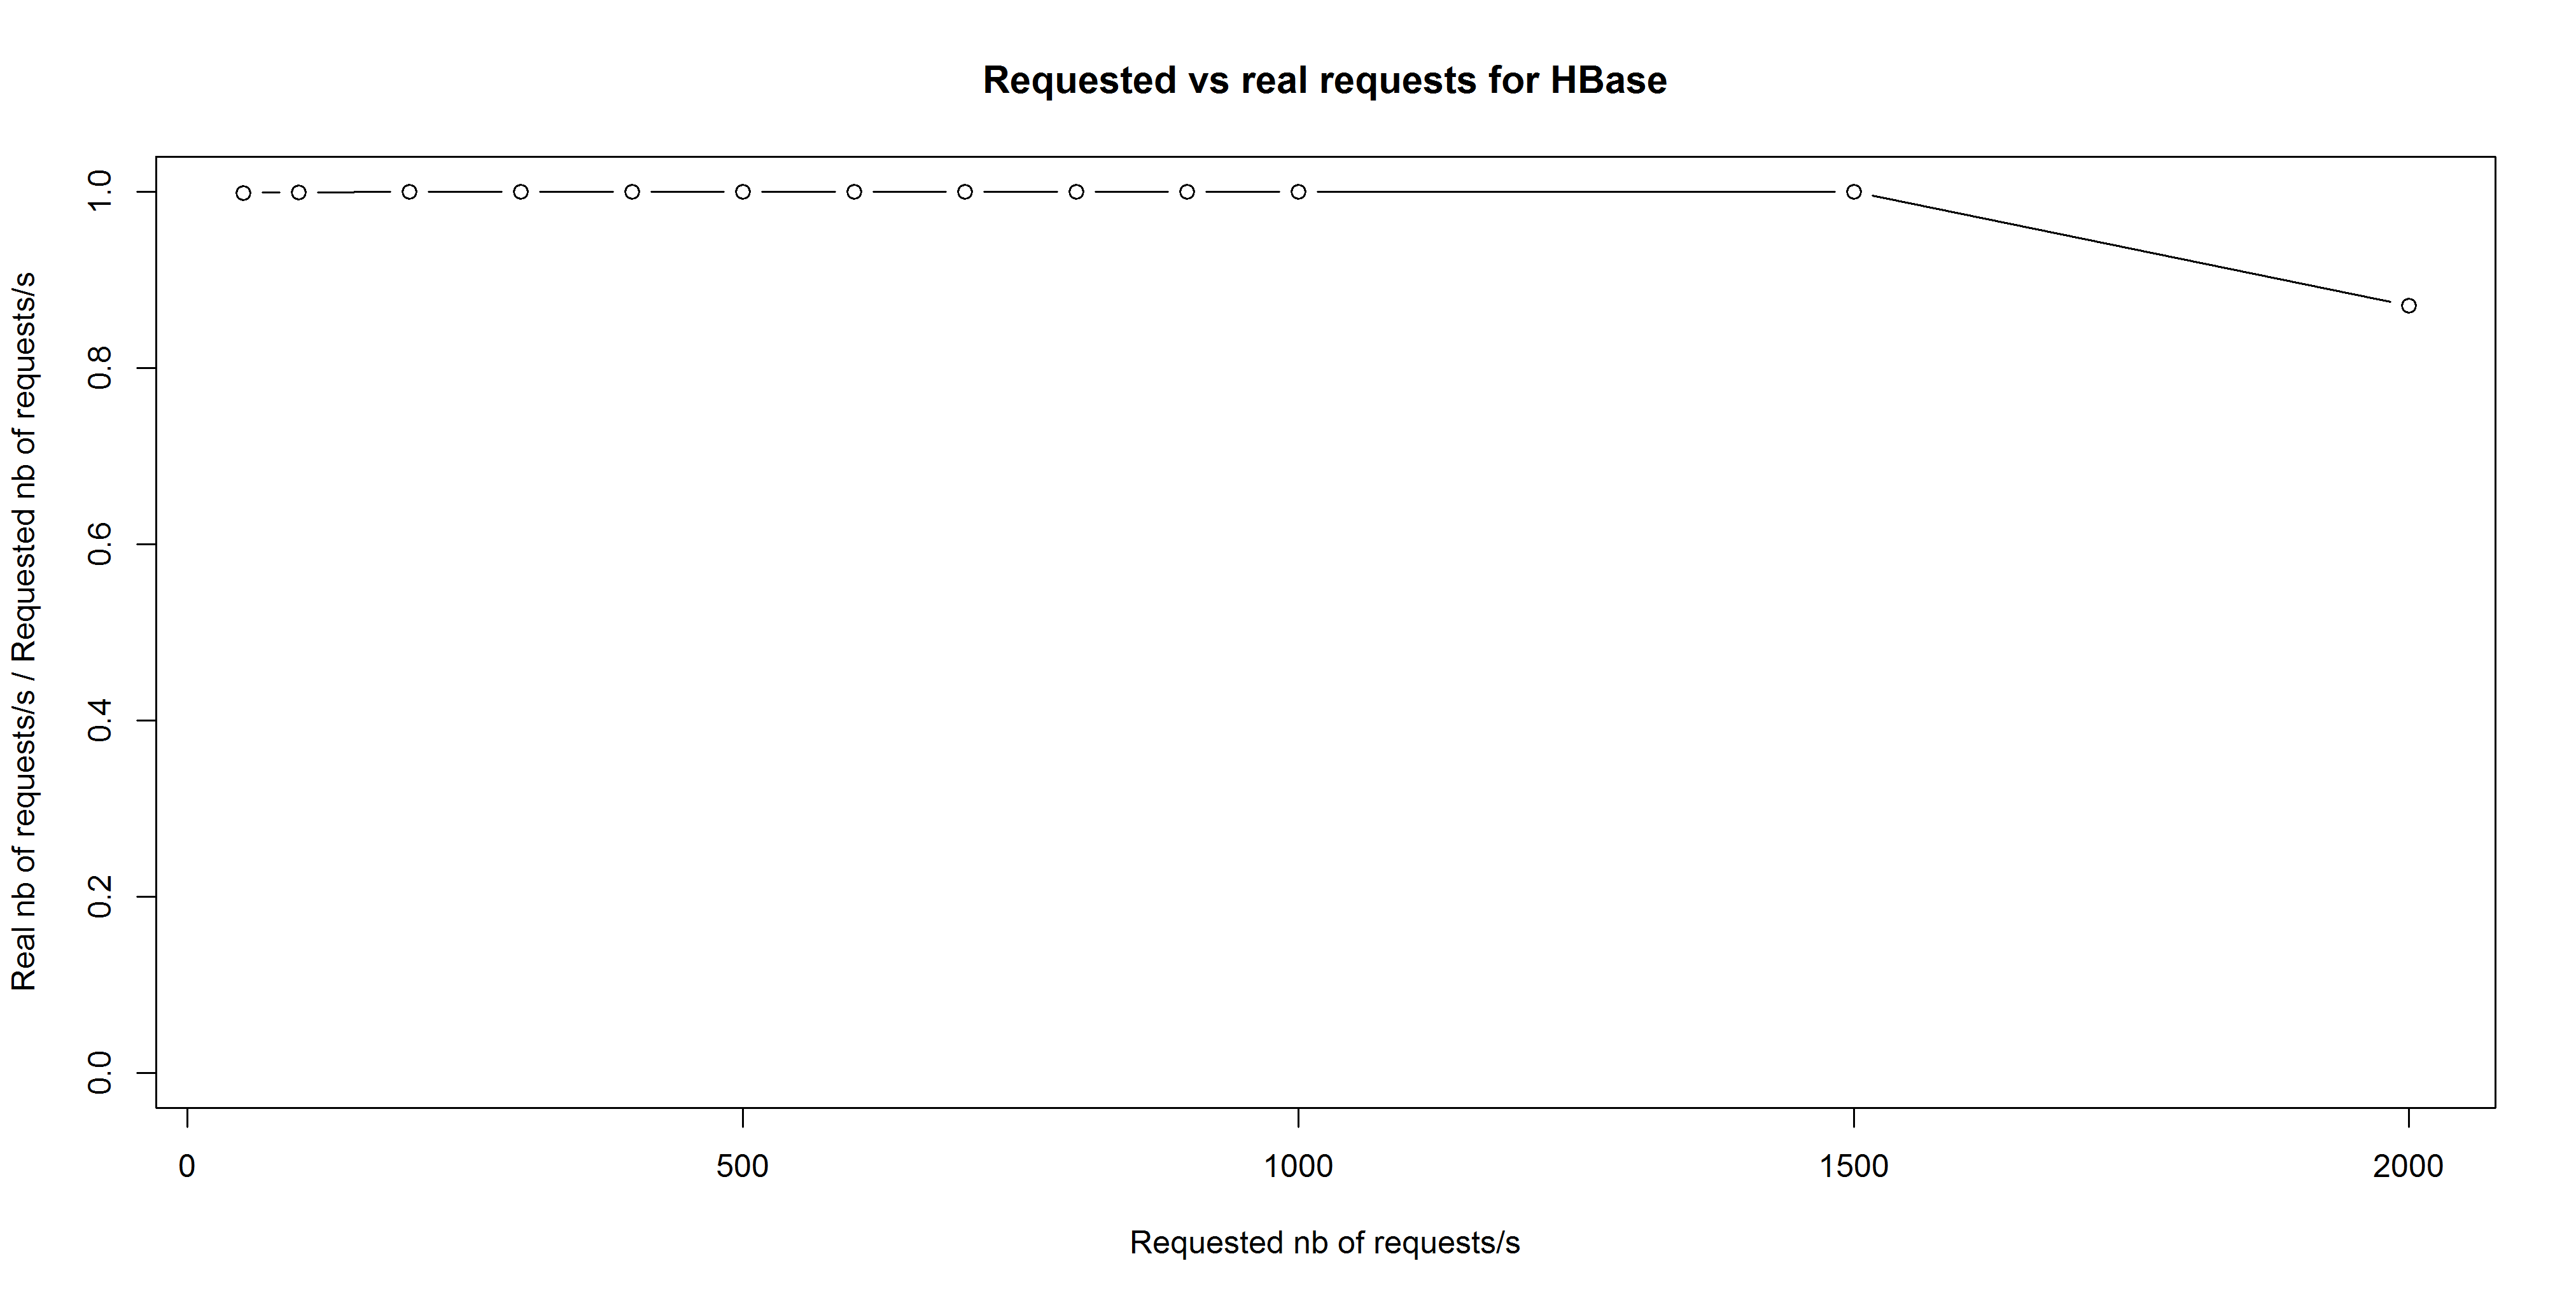 Requested vs real requests for HBase
Real nb of requests/s / Requested nb of requests/s
1.0
0.8
0.6
0.4
0.2
0.0
0 500 1000 1500 2000
Requested nb of requests/s